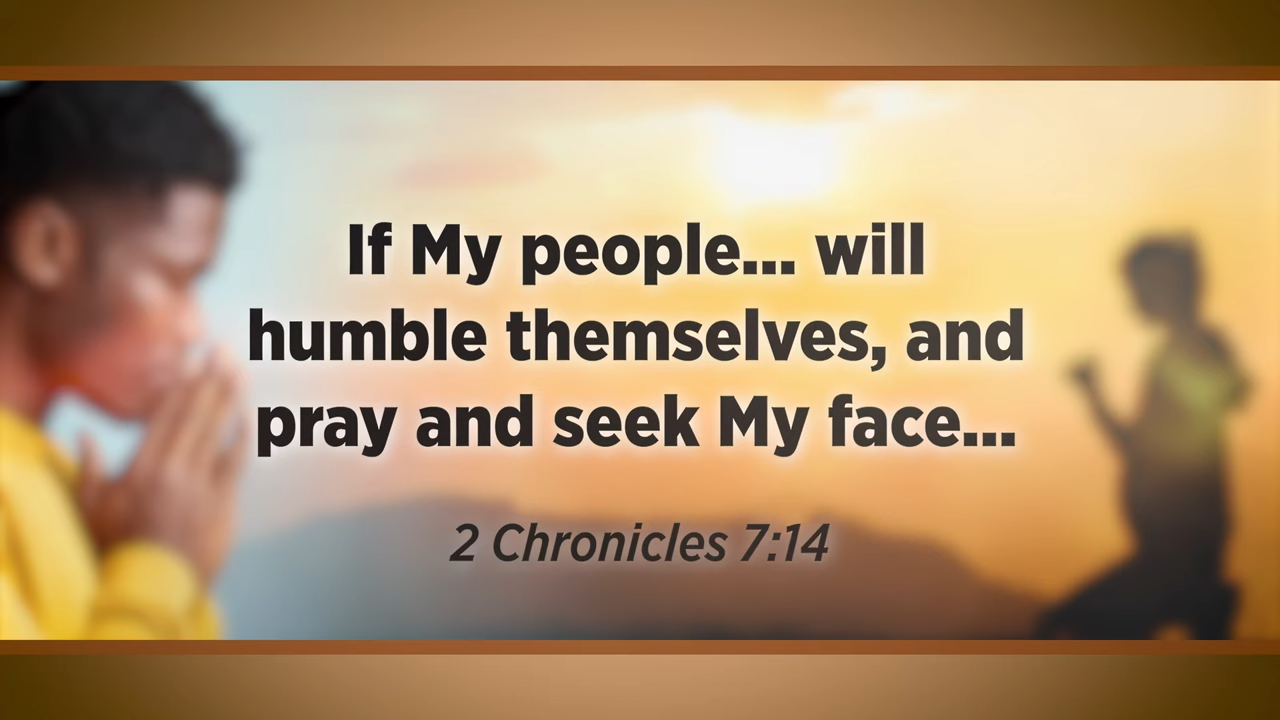 If My people... will
humble themselves, and
pray and seek My face...
2 Chronicles 7:14